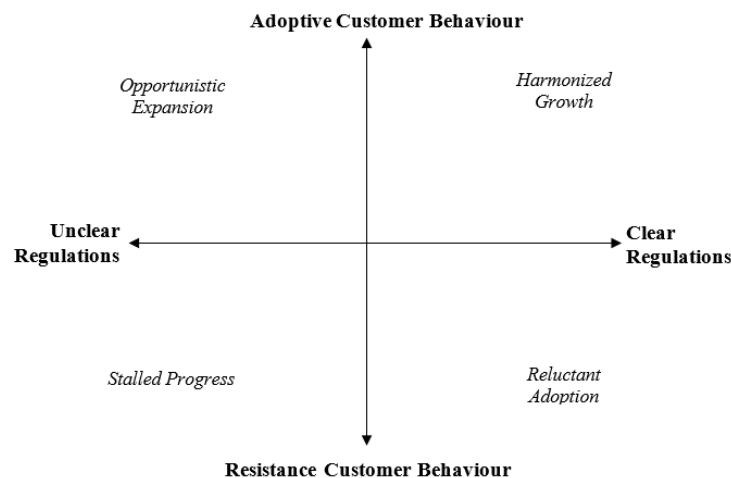 Adoptive Customer Behaviour
Opportunistic
Expansion
Harmonized
Growth
Unclear
Regulations
Clear
Regulations
Stalled Progress
Reluctant
Adoption
Resistance Customer Behaviour